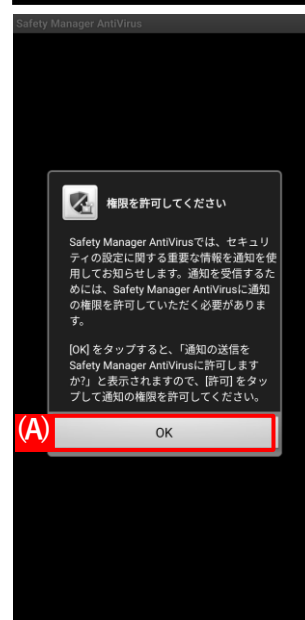 Safety Manager AntiVirus
権限を許可してください
Safety Manager AntiVirusでは、セキュリ
ティの設定に関する重要な情報を通知を使
用してお知らせします。通知を受信するた
めには、Safety Manager AntiVirusに通知
の権限を許可していただく必要がありま
す。
[OK] をタップすると、「通知の送信を
Safety Manager AntiVirusに許可します
か?」と表示されますので、[許可] をタッ
プして通知の権限を許可してください。
(A)
OK